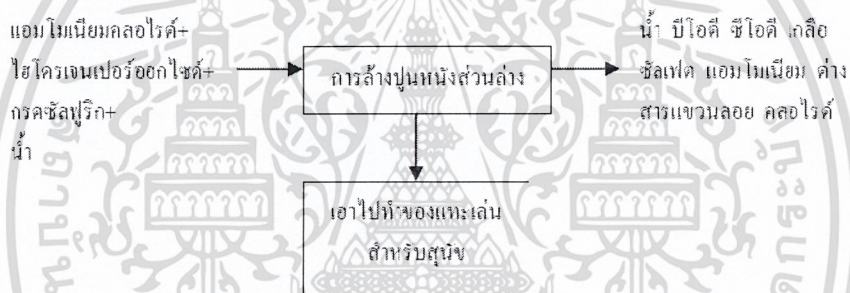 แอมโมเนียมคลอไรด์+
ไฮโดรเจนเปอร์ออกไซด์+
กรดซัลฟูริก+
น้ำ
การล้างปูนหนังส่วนล่าง
น้ำ บีโอดี ซีโอดี เกลือ
ซัลเฟต แอมโมเนียม ด่าง
สารแขวนลอย คลอไรด์
เอาไปทำของแทะเล่น
สำหรับสุนัข